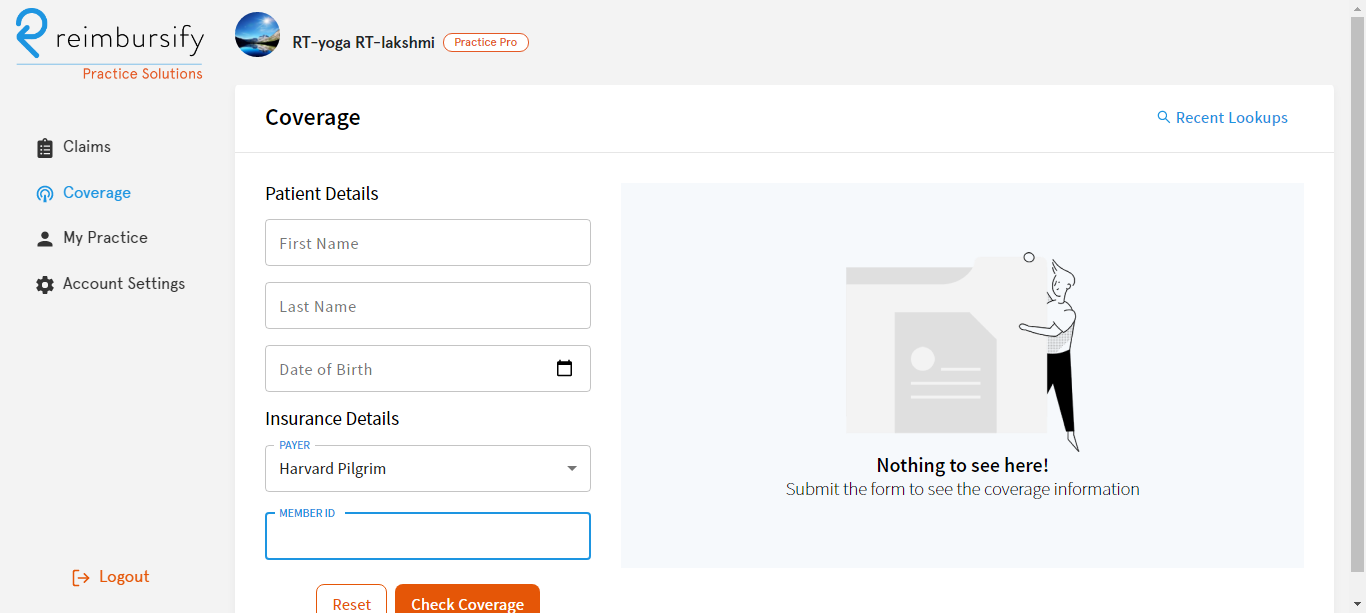 reimbursify
Practice Solutions
RT-yoga RT-lakshmi Practice Pro
Claims
Coverage
My Practice
Account Settings
Logout
Coverage
Recent Lookups
Patient Details
First Name
Last Name
Date of Birth
Insurance Details
PAYER
Harvard Pilgrim
MEMBER ID
Reset
Check Coverage
Nothing to see here!
Submit the form to see the coverage information